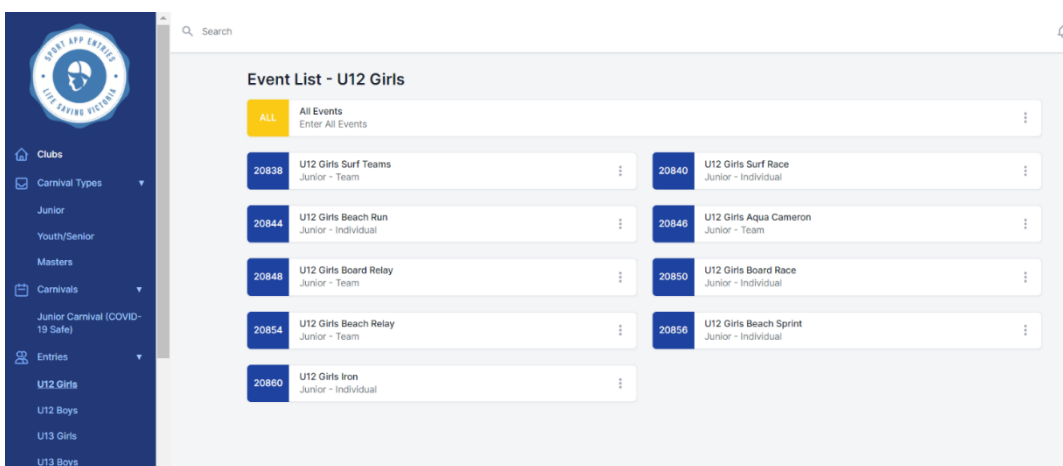 SPORT APP ENTRIES
LIFE SAVING VICTORIA
Clubs
Carnival Types
Junior
Youth/Senior
Masters
Carnivals
Junior Carnival (COVID-
19 Safe)
Entries
U12 Girls
U12 Boys
U13 Girls
U13 Boys
Search
Event List - U12 Girls
ALL
All Events
Enter All Events
20838
U12 Girls Surf Teams
Junior - Team
20840
U12 Girls Surf Race
Junior - Individual
20844
U12 Girls Beach Run
Junior - Individual
20846
U12 Girls Aqua Cameron
Junior - Team
20848
U12 Girls Board Relay
Junior - Team
20850
U12 Girls Board Race
Junior - Individual
20854
U12 Girls Beach Relay
Junior - Team
20856
U12 Girls Beach Sprint
Junior - Individual
20860
U12 Girls Iron
Junior - Individual